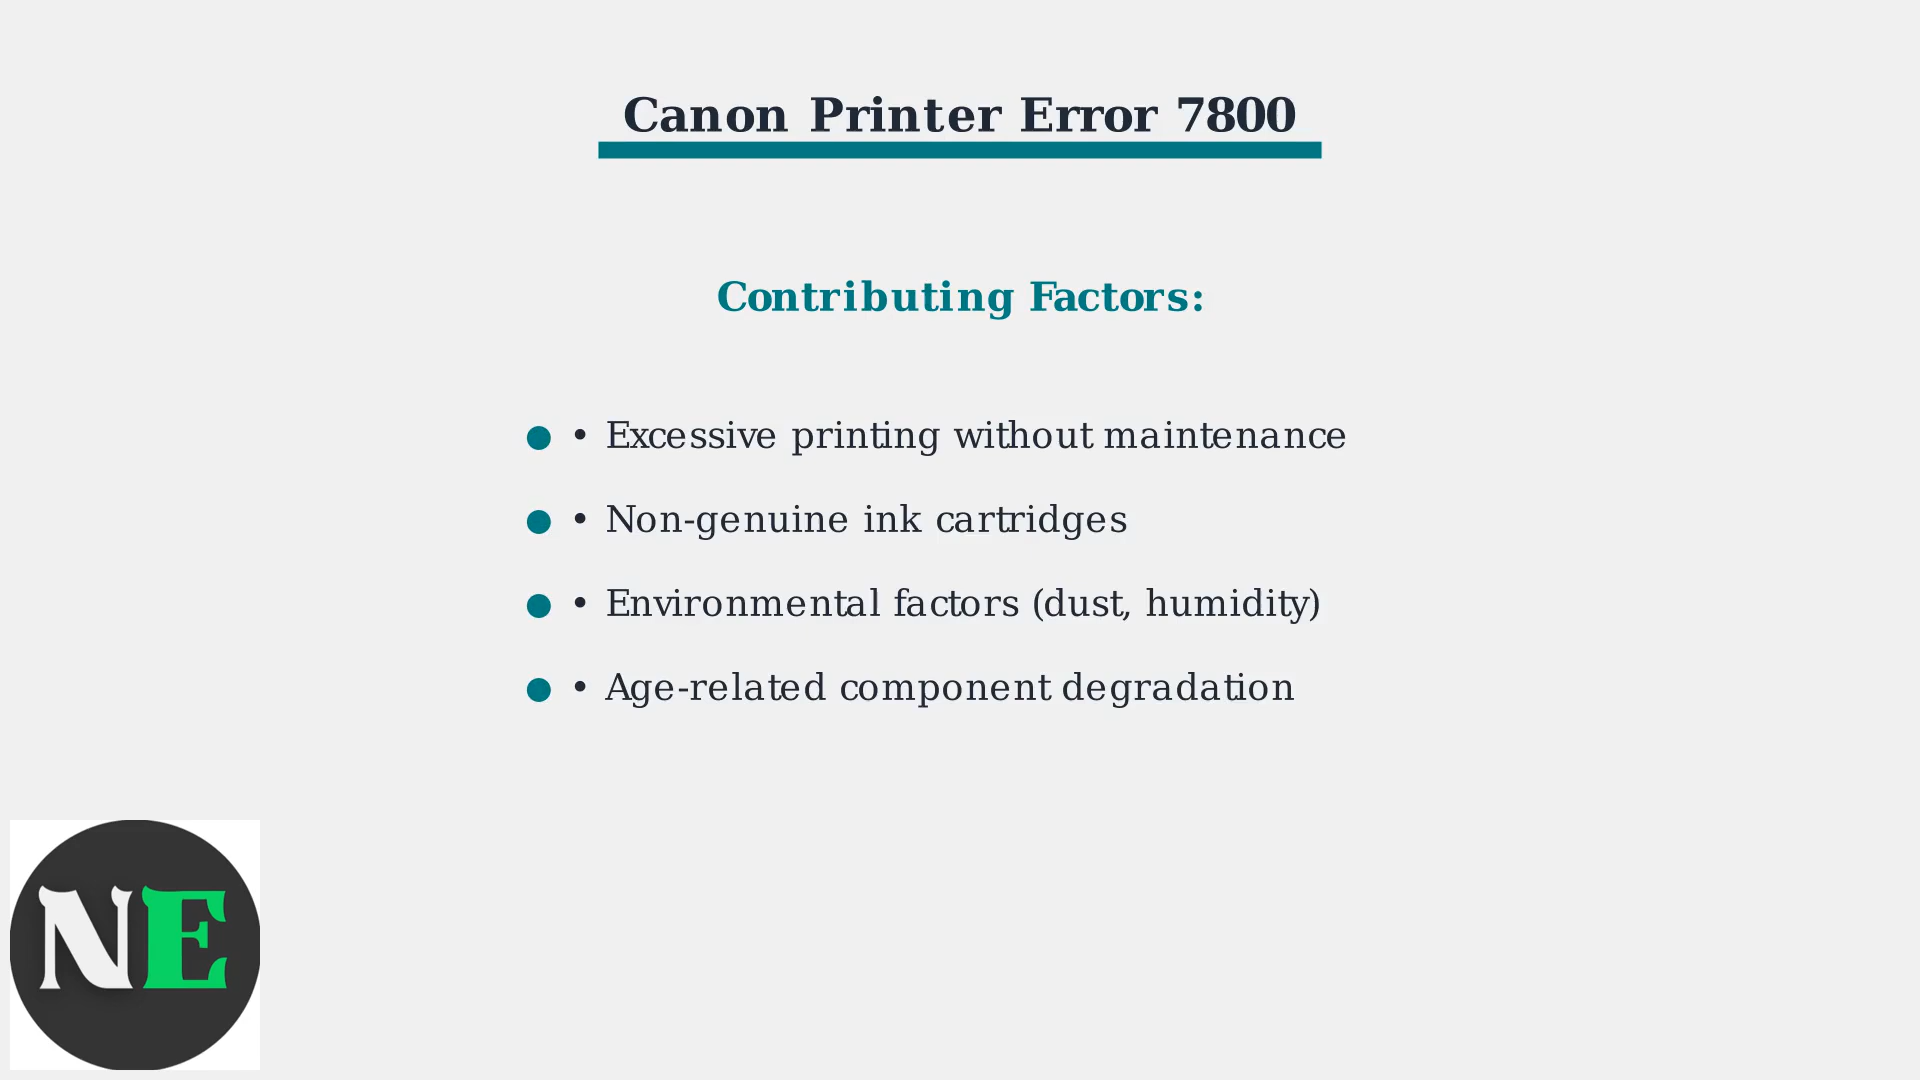 Canon Printer Error 7800
Contributing Factors:
• Excessive printing without maintenance
• Non-genuine ink cartridges
• Environmental factors (dust, humidity)
• Age-related component degradation
NE